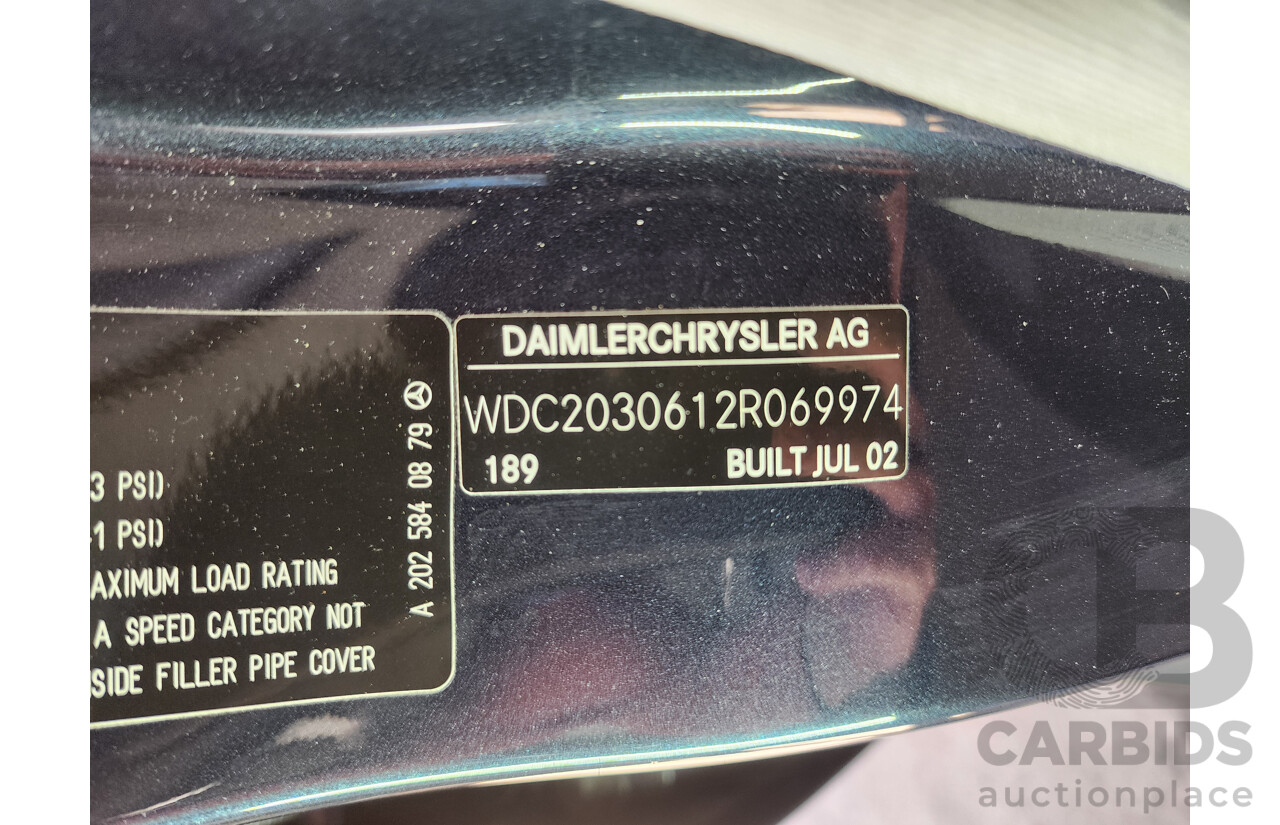 DAIMLERCHRYSLER AG
WDC2030612R069974
189 BUILT JUL 02
3 PSI)
1 PSI)
AXIMUM LOAD RATING
A SPEED CATEGORY NOT
SIDE FILLER PIPE COVER
A 202 584 08 79
CARBIDS
auctionplace